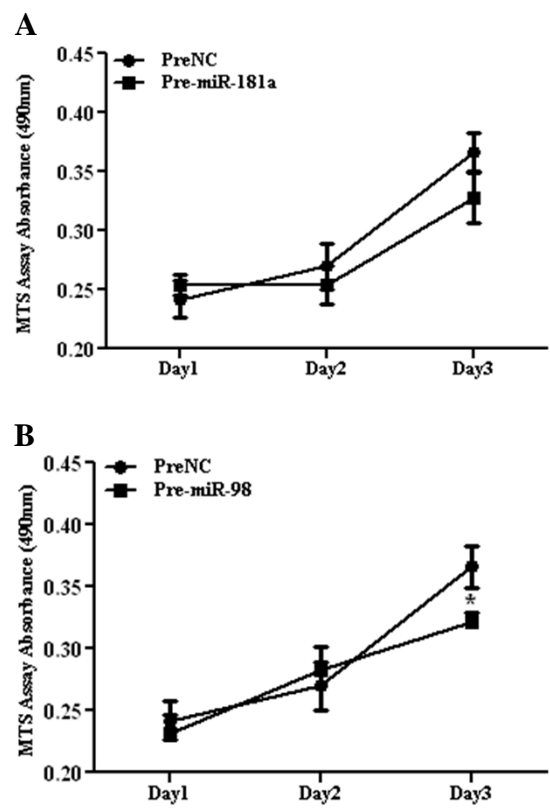 A
PreNC
Pre-miR-181a
MTS Assay Absorbance (490nm)
0.45
0.40
0.35
0.30
0.25
0.20
Day1 Day2 Day3
B
PreNC
Pre-miR-98
MTS Assay Absorbance (490nm)
0.45
0.40
0.35
*
0.30
0.25
0.20
Day1 Day2 Day3